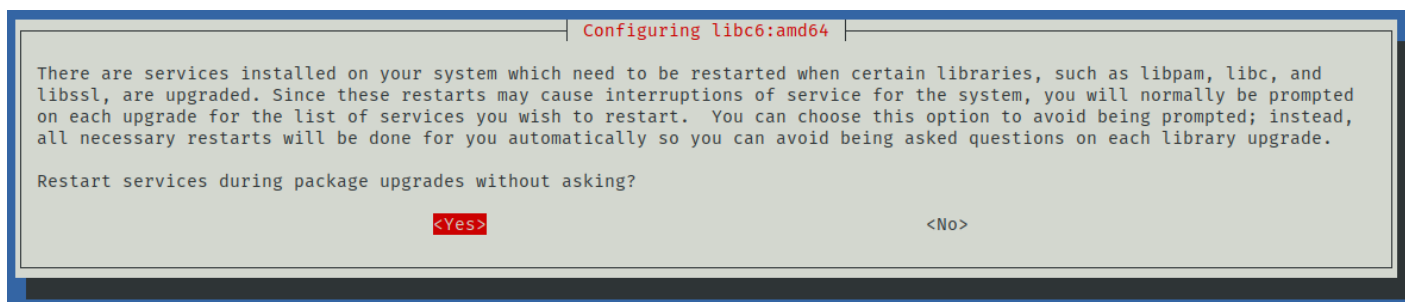 Configuring libc6:amd64
There are services installed on your system which need to be restarted when certain libraries, such as libpam, libc, and
libssl, are upgraded. Since these restarts may cause interruptions of service for the system, you will normally be prompted
on each upgrade for the list of services you wish to restart.  You can choose this option to avoid being prompted; instead,
all necessary restarts will be done for you automatically so you can avoid being asked questions on each library upgrade.
Restart services during package upgrades without asking?
<Yes> <No>